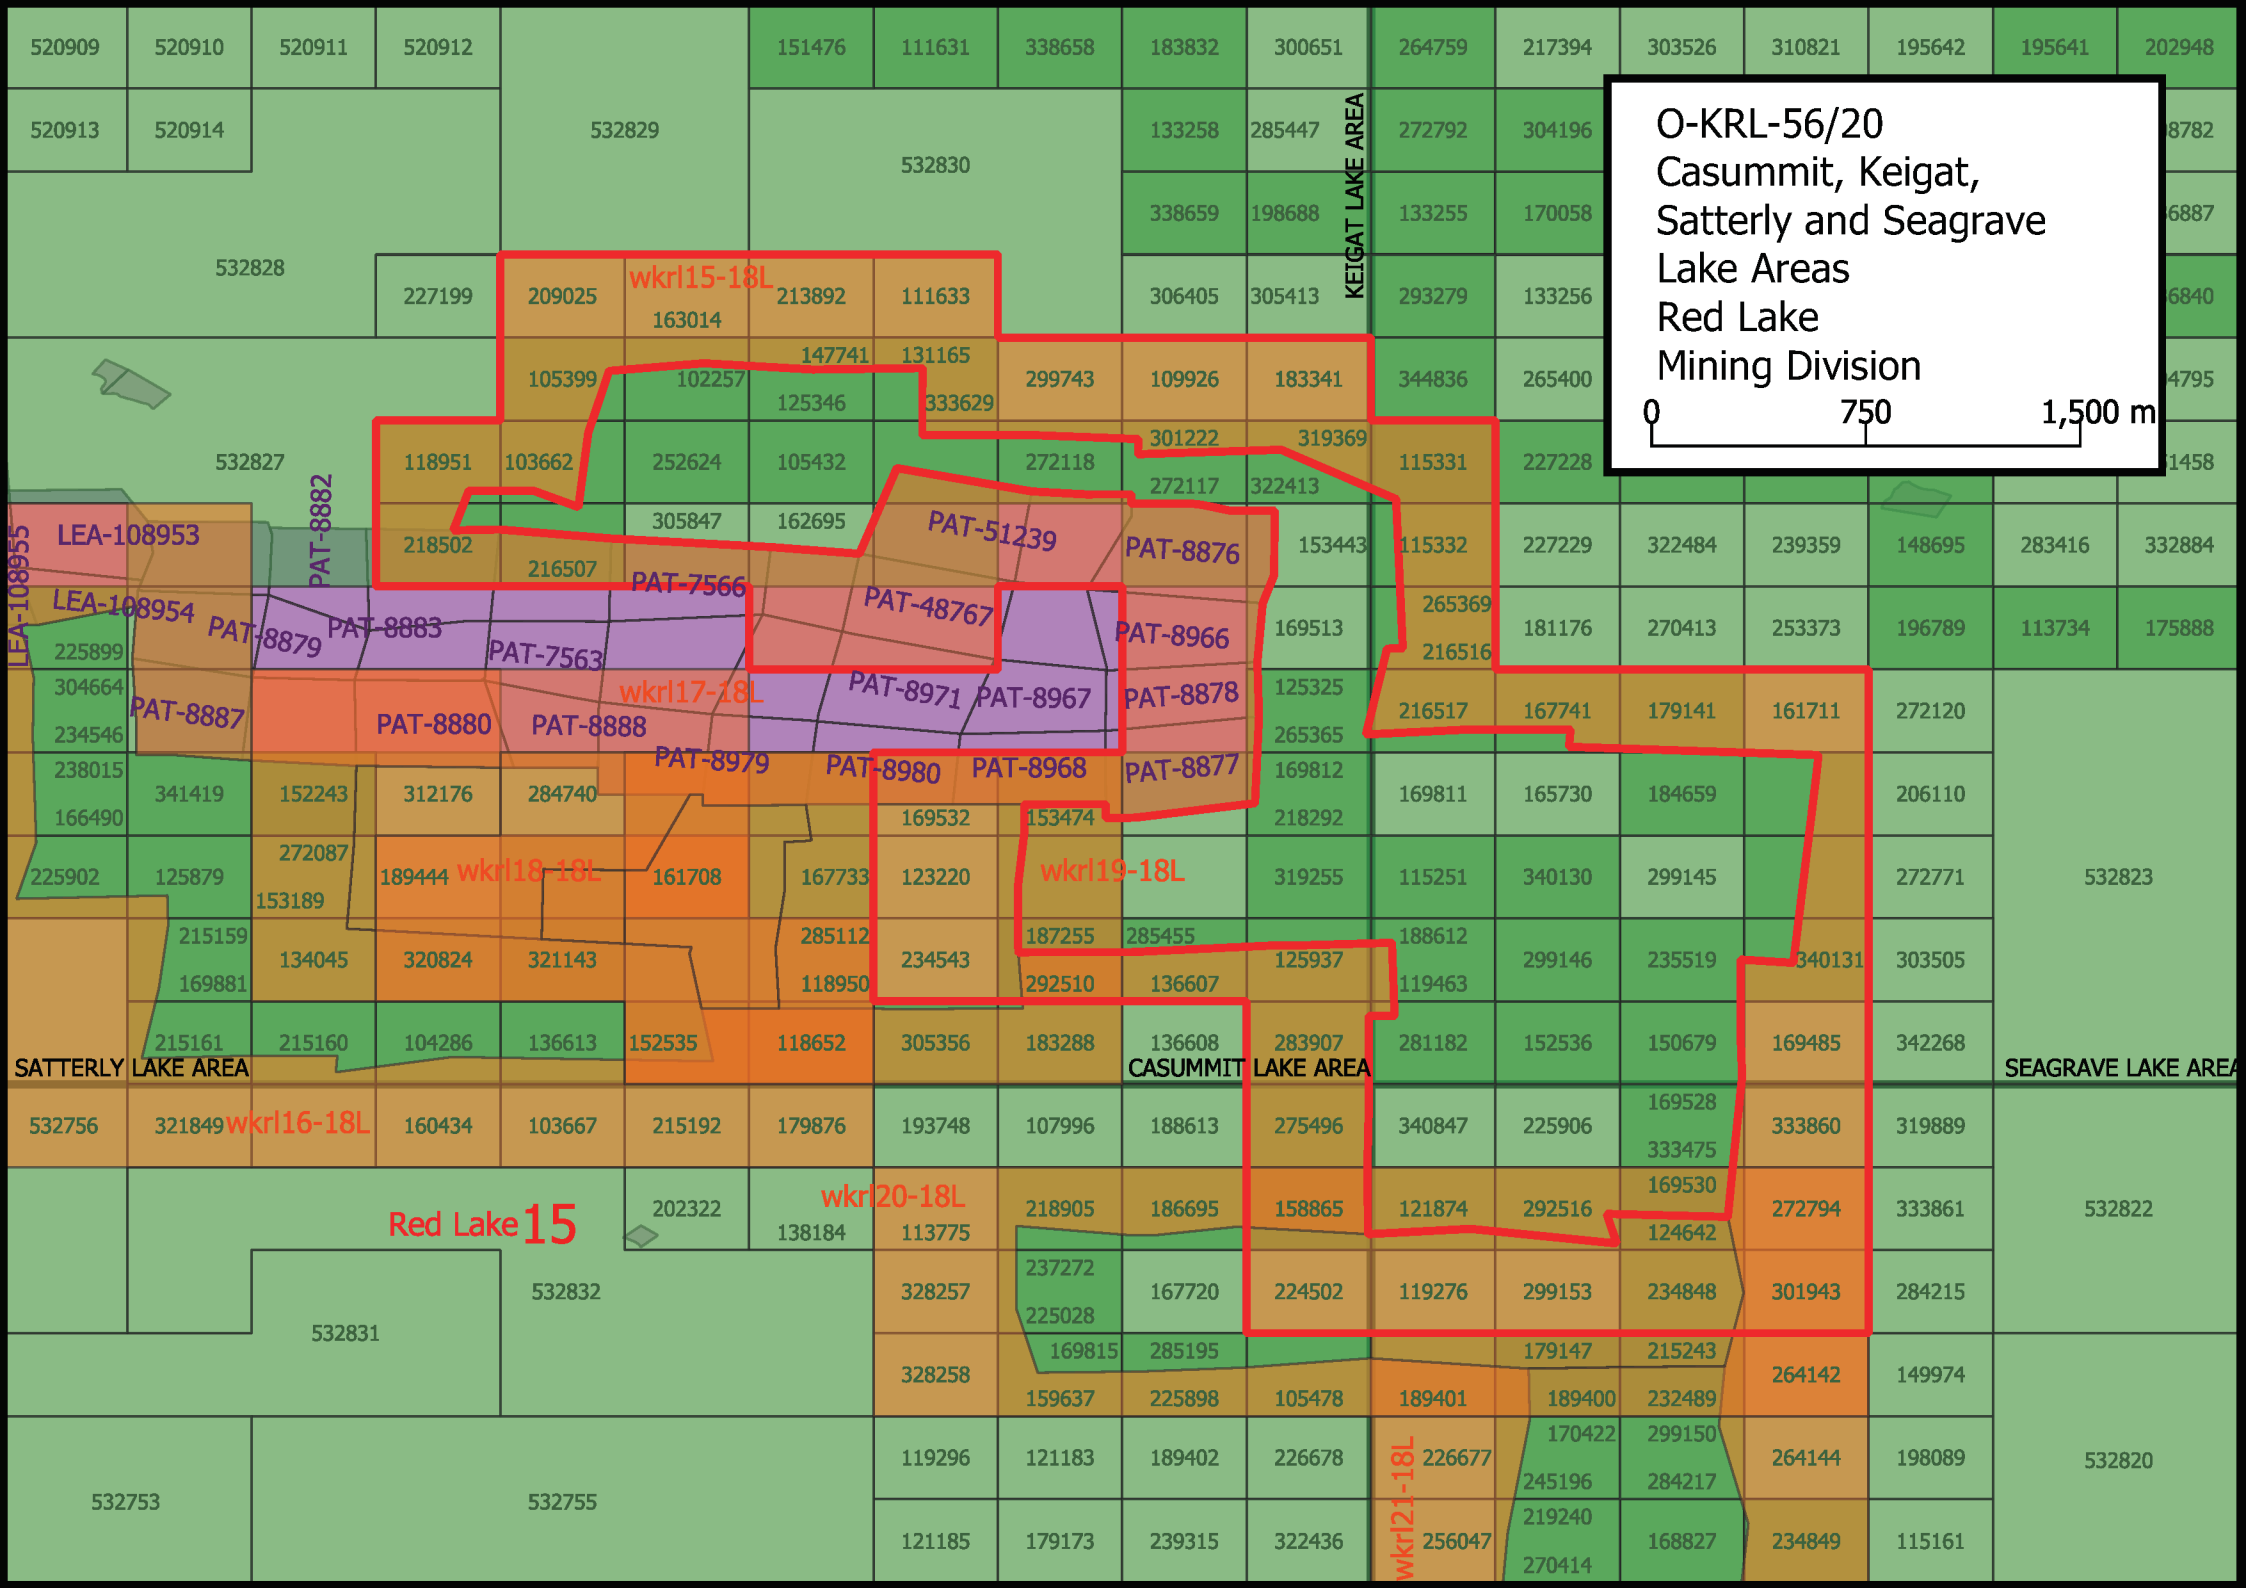 520909 520910 520911 520912 151476 111631 338658 183832 300651 264759 217394 303526 310821 195642 195641 202948
520913 520914 532829 532830 133258 285447 272792 304196 8782
338659 198688 133255 170058 6887
KEIGAT LAKE AREA
O-KRL-56/20
Casummit, Keigat,
Satterly and Seagrave
Lake Areas
Red Lake
Mining Division
0 750 1,500 m
532828 227199 209025 wkrl15-18L 213892 111633 306405 305413 293279 133256 6840
163014
147741 131165
105399 102257 299743 109926 183341 344836 265400 4795
125346 333629
301222 319369
532827 118951 103662 252624 105432 272118 115331 227228 1458
272117 322413
PAT-8882
305847 162695
LEA-108955 LEA-108953 218502 PAT-51239 PAT-8876 153443 115332 227229 322484 239359 148695 283416 332884
216507 PAT-7566
LEA-108954 PAT-48767 265369
PAT-8879 PAT-8883 PAT-8966 169513 181176 270413 253373 196789 113734 175888
225899 PAT-7563 216516
304664 wkrl17-18L PAT-8971 PAT-8967 PAT-8878 125325
PAT-8887 PAT-8880 PAT-8888 216517 167741 179141 161711 272120
234546 265365
238015 PAT-8979 PAT-8980 PAT-8968 PAT-8877 169812
341419 152243 312176 284740 169811 165730 184659 206110
166490 169532 153474 218292
272087
225902 125879 189444 wkrl18-18L 161708 167733 123220 wkrl19-18L 319255 115251 340130 299145 272771 532823
153189
215159 285112 187255 285455 188612
134045 320824 321143 234543 125937 299146 235519 340131 303505
169881 118950 292510 136607 119463
215161 215160 104286 136613 152535 118652 305356 183288 136608 283907 281182 152536 150679 169485 342268
SATTERLY LAKE AREA CASUMMIT LAKE AREA SEAGRAVE LAKE AREA
169528
532756 321849 wkrl16-18L 160434 103667 215192 179876 193748 107996 188613 275496 340847 225906 333860 319889
333475
wkrl20-18L 169530
Red Lake 15 202322 218905 186695 158865 121874 292516 272794 333861 532822
138184 113775 124642
237272
532832 328257 167720 224502 119276 299153 234848 301943 284215
225028
532831
169815 285195 179147 215243
328258 264142 149974
159637 225898 105478 189401 189400 232489
170422 299150
119296 121183 189402 226678 wkrl21-18L 226677 264144 198089 532820
245196 284217
532753 532755
219240
121185 179173 239315 322436 256047 168827 234849 115161
270414